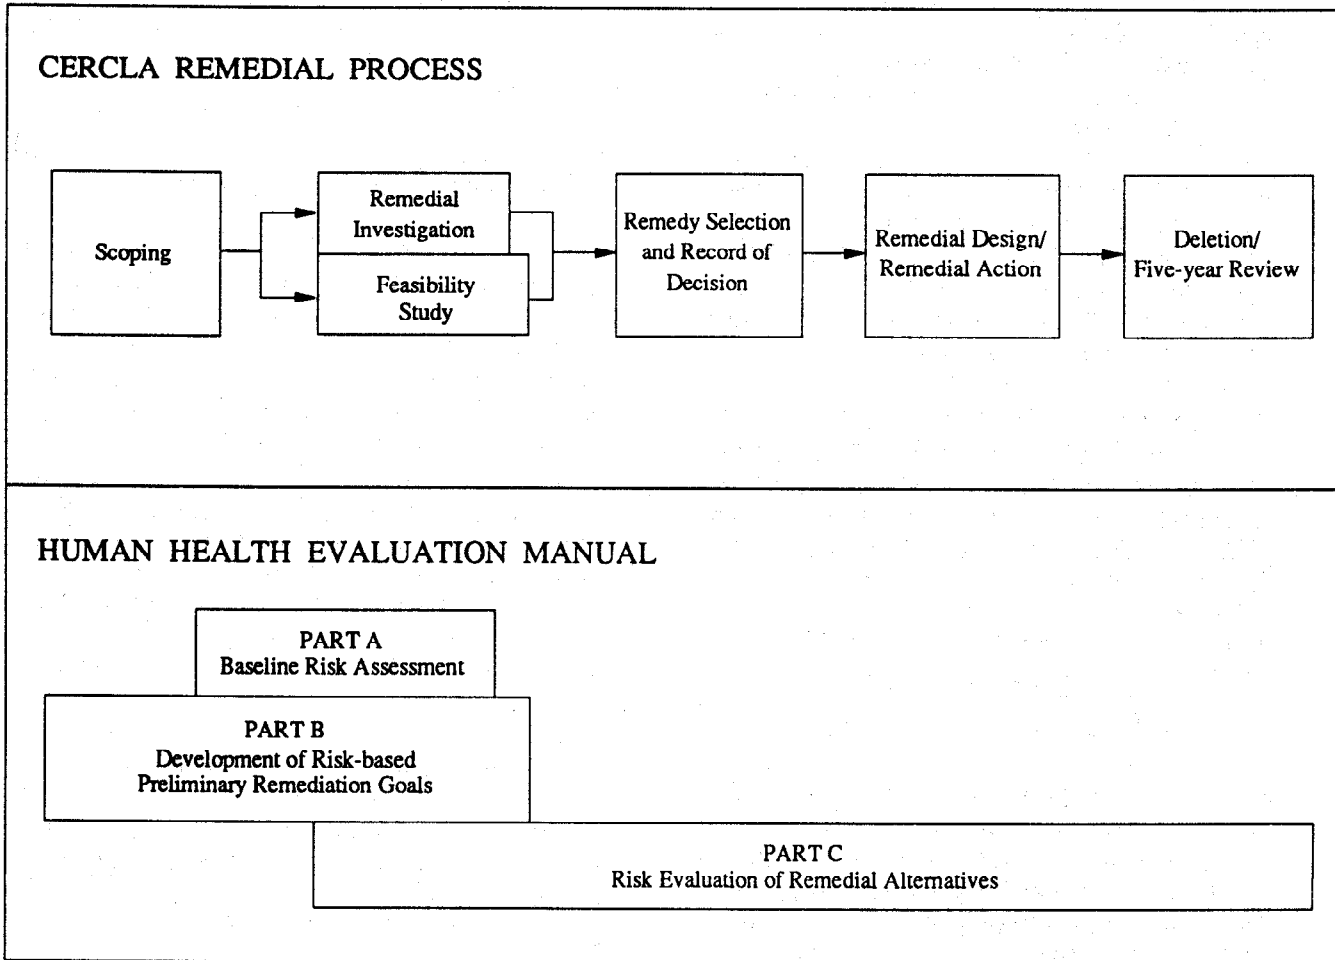 CERCLA REMEDIAL PROCESS
Scoping
Remedial
Investigation
Feasibility
Study
Remedy Selection
and Record of
Decision
Remedial Design/
Remedial Action
Deletion/
Five-year Review
HUMAN HEALTH EVALUATION MANUAL
PART A
Baseline Risk Assessment
PART B
Development of Risk-based
Preliminary Remediation Goals
PART C
Risk Evaluation of Remedial Alternatives